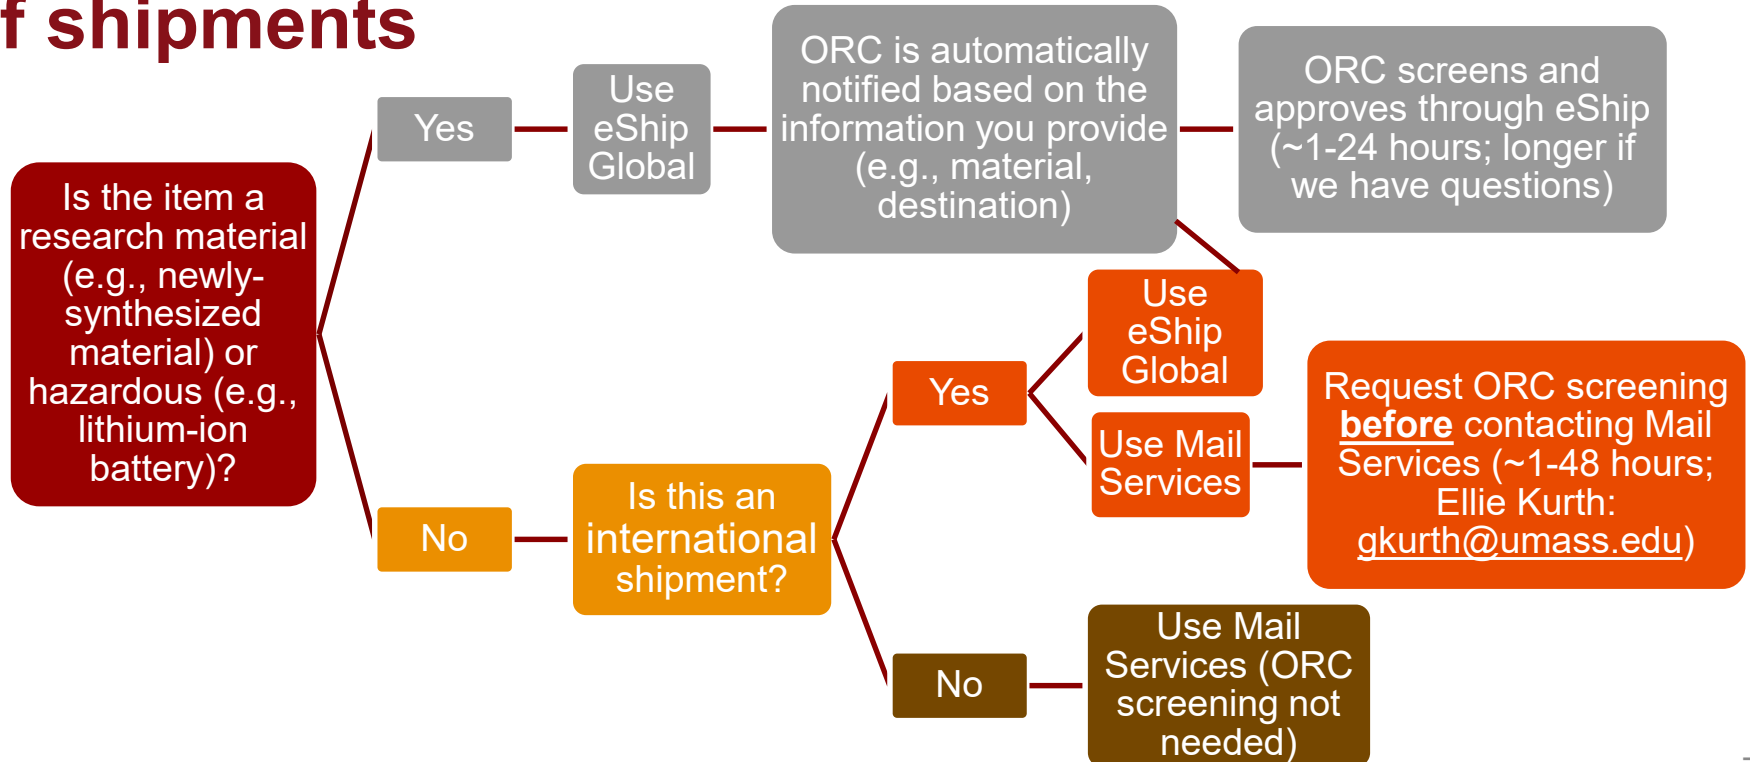 f shipments
Is the item a
research material
(e.g., newly-
synthesized
material) or
hazardous (e.g.,
lithium-ion
battery)?
Yes
Use
eShip
Global
ORC is automatically
notified based on the
information you provide
(e.g., material,
destination)
ORC screens and
approves through eShip
(~1-24 hours; longer if
we have questions)
No
Is this an
international
shipment?
Yes
Use
eShip
Global
Use Mail
Services
Request ORC screening
before contacting Mail
Services (~1-48 hours;
Ellie Kurth:
gkurth@umass.edu)
No
Use Mail
Services (ORC
screening not
needed)